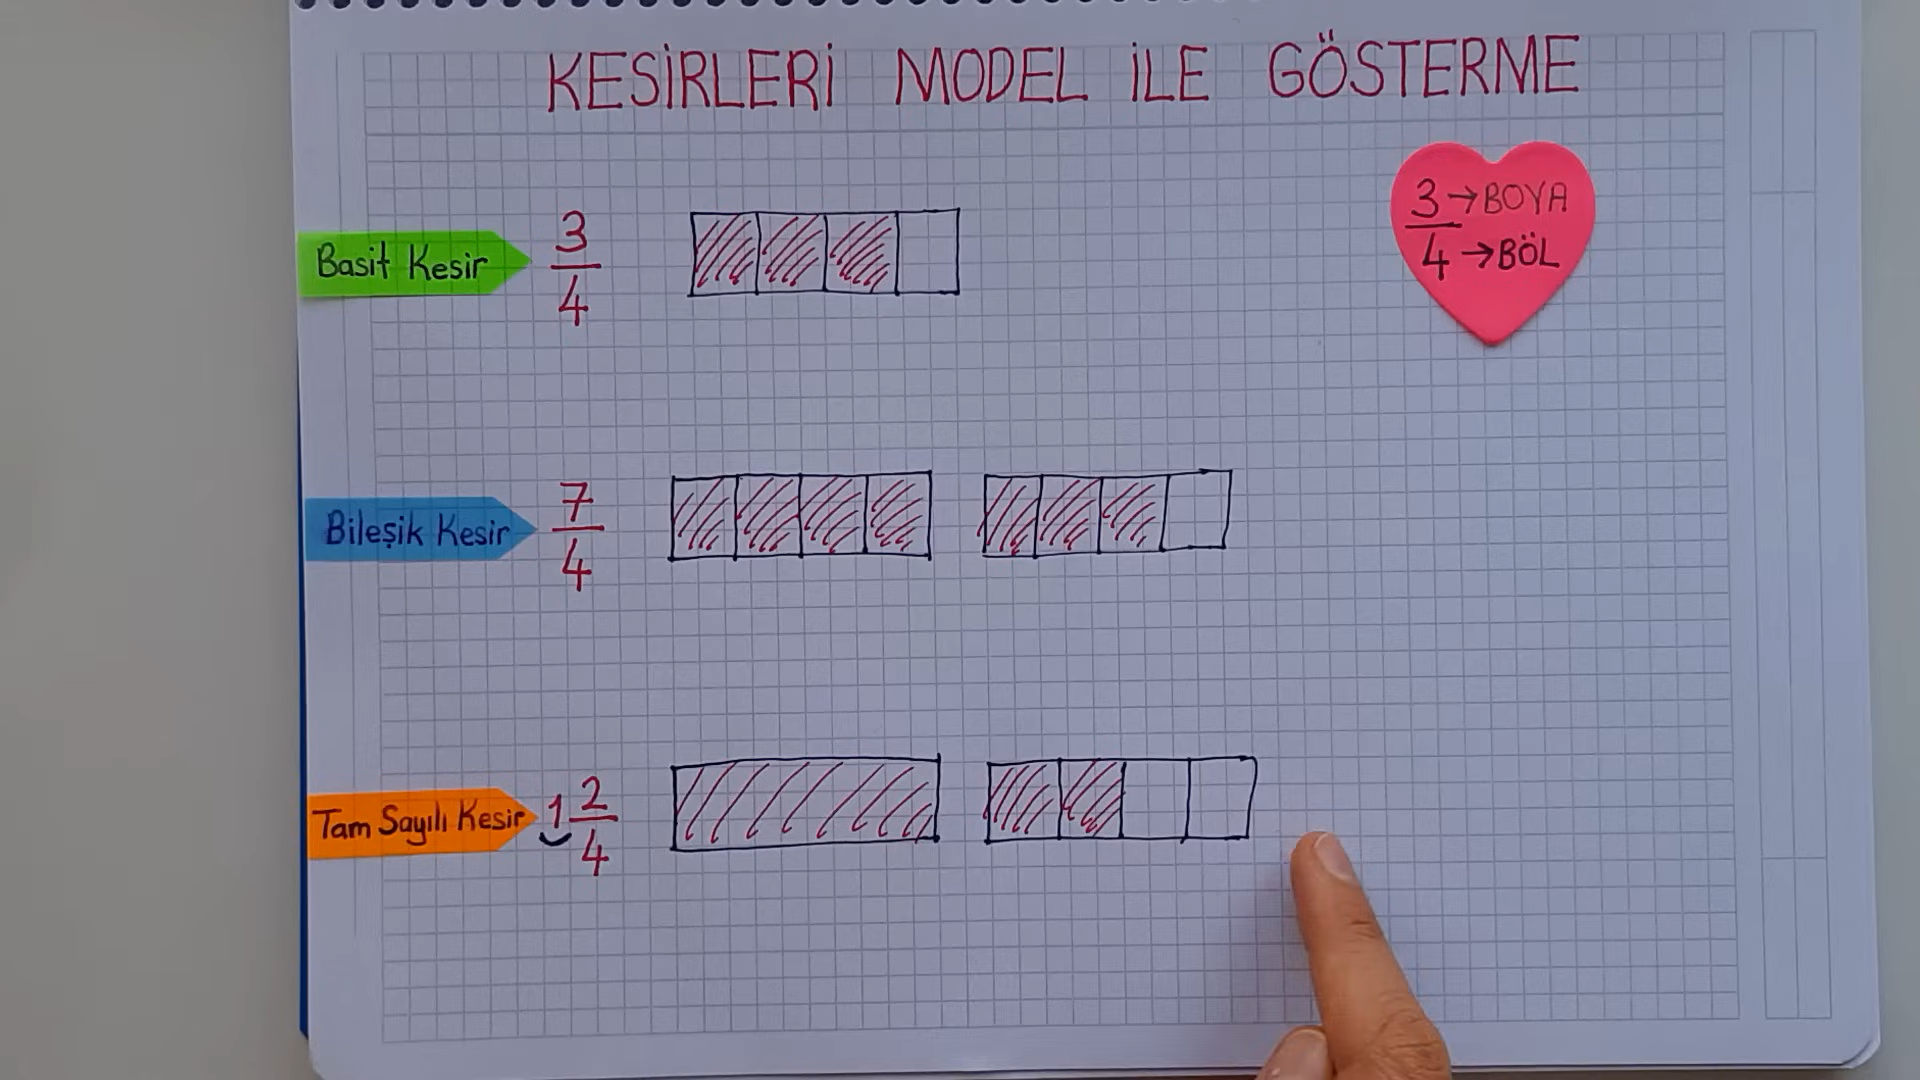 KESİRLERİ MODEL İLE GÖSTERME
3 → BOYA
4 → BÖL
Basit Kesir
3
4
Bileşik Kesir
7
4
Tam Sayılı Kesir
1 2
4